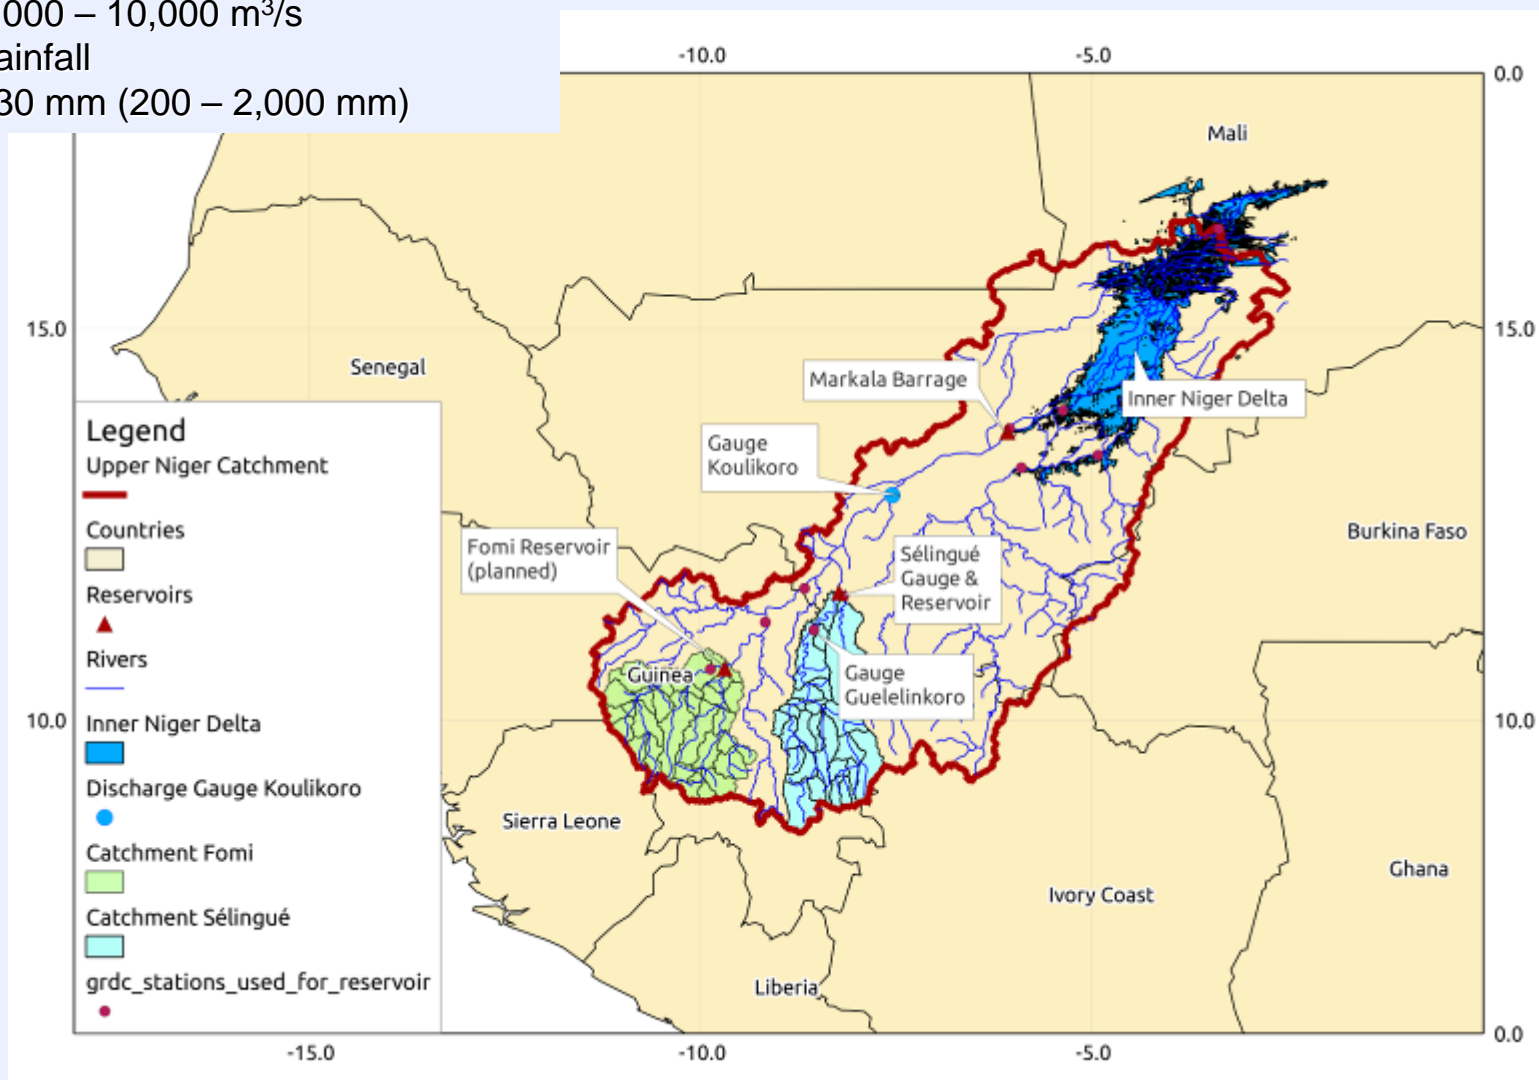 000 – 10,000 m³/s
ainfall
30 mm (200 – 2,000 mm)
-10.0
-5.0
0.0
Mali
15.0
15.0
Senegal
Markala Barrage
Inner Niger Delta
Gauge
Koulikoro
Burkina Faso
Fomi Reservoir
(planned)
Sélingué
Gauge &
Reservoir
Guinea
Gauge
Guelelinkoro
10.0
10.0
Sierra Leone
Ivory Coast
Ghana
Liberia
Legend
Upper Niger Catchment
Countries
Reservoirs
Rivers
Inner Niger Delta
Discharge Gauge Koulikoro
Catchment Fomi
Catchment Sélingué
grdc_stations_used_for_reservoir
0.0
-15.0
-10.0
-5.0